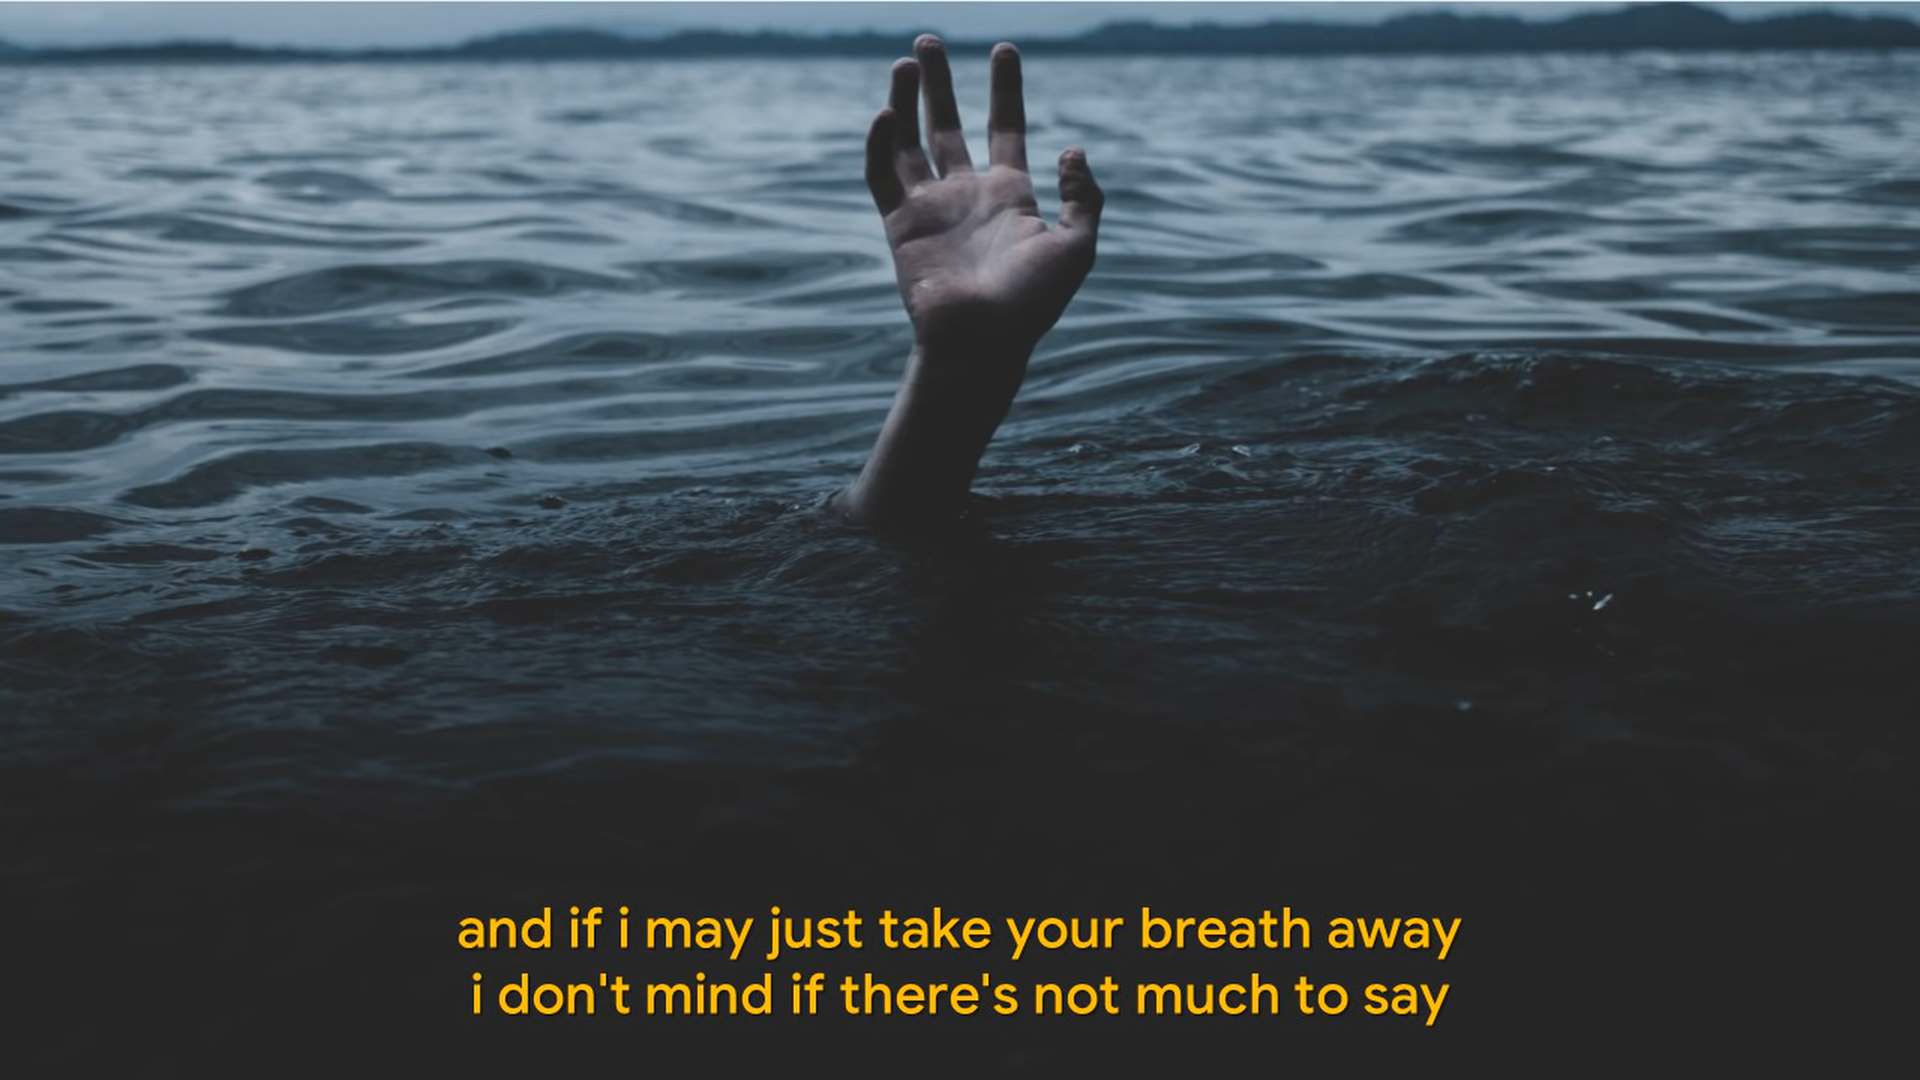 and if i may just take your breath away
i don't mind if there's not much to say